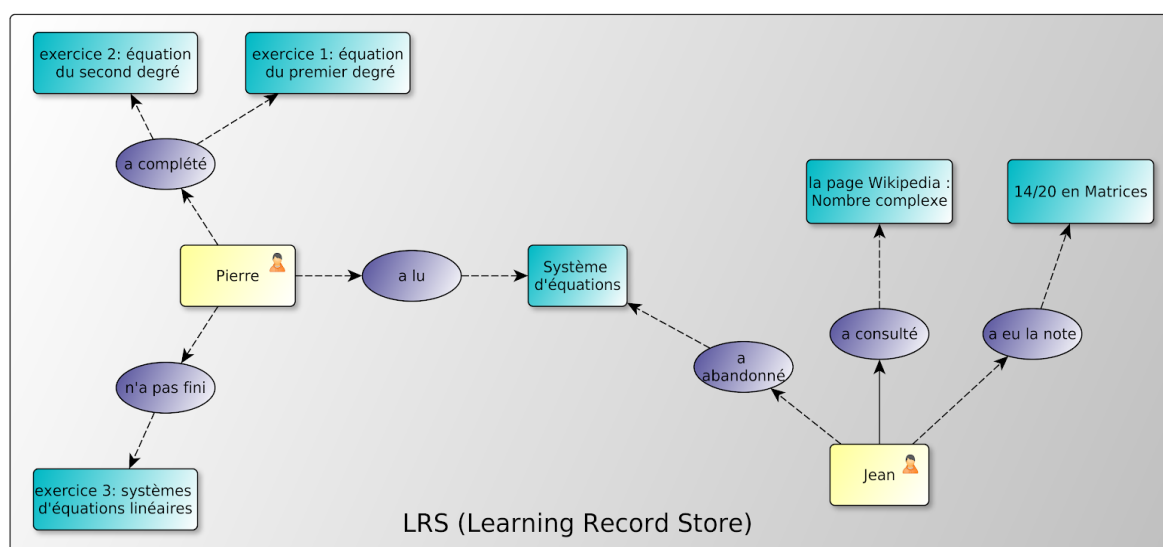 exercice 2: équation
du second degré
exercice 1: équation
du premier degré
a complété
la page Wikipedia :
Nombre complexe
14/20 en Matrices
Pierre
a lu
Système
d'équations
a consulté
a eu la note
a
abandonné
n'a pas fini
Jean
exercice 3: systèmes
d'équations linéaires
LRS (Learning Record Store)